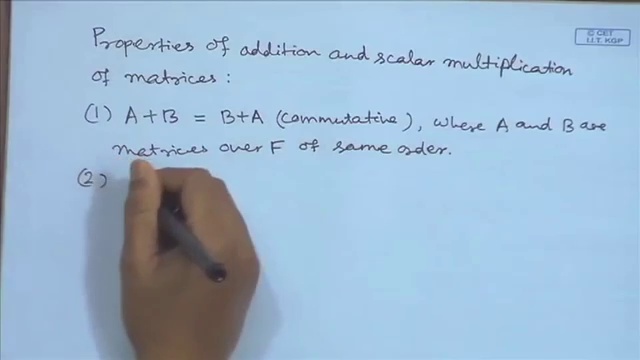 © CET
I.I.T. KGP
Properties of addition and scalar multiplication
of matrices :
(1) A+B = B+A (commutative), where A and B are
matrices over F of same order.
(2)